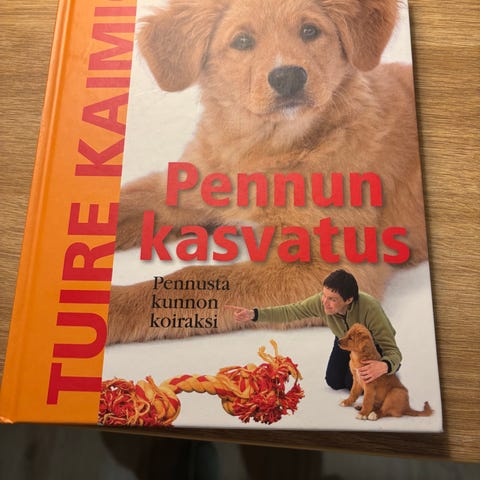 TUIRE KAIMI
Pennun
kasvatus
Pennusta
kunnon
koiraksi